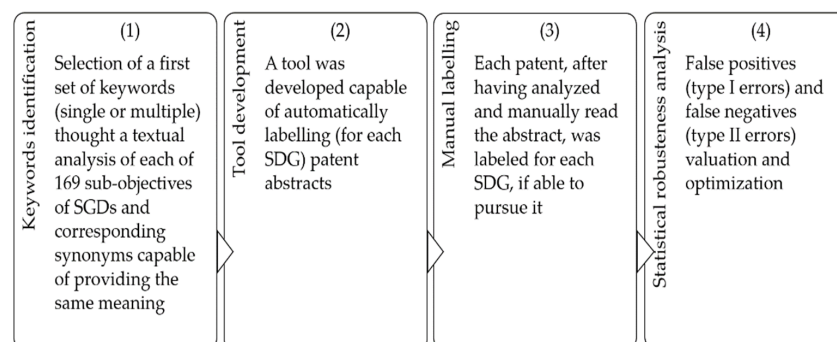 Keywords identification
(1)
Selection of a first
set of keywords
(single or multiple)
thought a textual
analysis of each of
169 sub-objectives
of SGDs and
corresponding
synonyms capable
of providing the
same meaning
Tool development
(2)
A tool was
developed capable
of automatically
labelling (for each
SDG) patent
abstracts
Manual labelling
(3)
Each patent, after
having analyzed
and manually read
the abstract, was
labeled for each
SDG, if able to
pursue it
Statistical robusteness analysis
(4)
False positives
(type I errors) and
false negatives
(type II errors)
valuation and
optimization